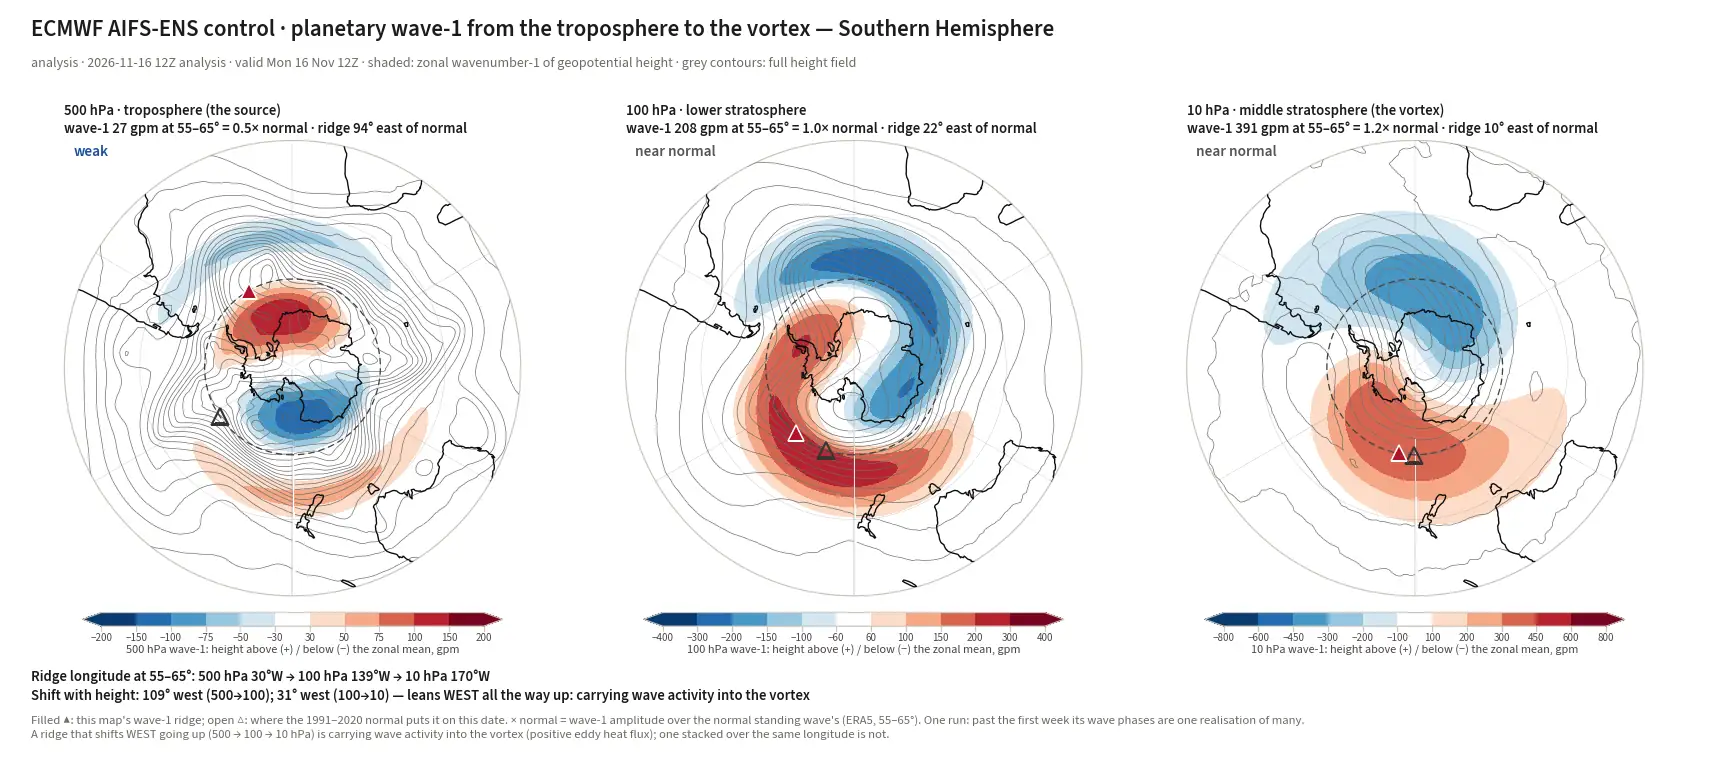 ECMWF AIFS-ENS control · planetary wave-1 from the troposphere to the vortex — Southern Hemisphere
analysis · 2026-11-16 12Z analysis · valid Mon 16 Nov 12Z · shaded: zonal wavenumber-1 of geopotential height · grey contours: full height field
500 hPa · troposphere (the source)
wave-1 27 gpm at 55–65° = 0.5× normal · ridge 94° east of normal
weak
100 hPa · lower stratosphere
wave-1 208 gpm at 55–65° = 1.0× normal · ridge 22° east of normal
near normal
10 hPa · middle stratosphere (the vortex)
wave-1 391 gpm at 55–65° = 1.2× normal · ridge 10° east of normal
near normal
−200 −150 −100 −75 −50 −30 30 50 75 100 150 200
500 hPa wave-1: height above (+) / below (−) the zonal mean, gpm
−400 −300 −200 −150 −100 −60 60 100 150 200 300 400
100 hPa wave-1: height above (+) / below (−) the zonal mean, gpm
−800 −600 −450 −300 −200 −100 100 200 300 450 600 800
10 hPa wave-1: height above (+) / below (−) the zonal mean, gpm
Ridge longitude at 55–65°: 500 hPa 30°W → 100 hPa 139°W → 10 hPa 170°W
Shift with height: 109° west (500→100); 31° west (100→10) — leans WEST all the way up: carrying wave activity into the vortex
Filled ▲: this map's wave-1 ridge; open △: where the 1991–2020 normal puts it on this date. × normal = wave-1 amplitude over the normal standing wave's (ERA5, 55–65°). One run: past the first week its wave phases are one realisation of many.
A ridge that shifts WEST going up (500 → 100 → 10 hPa) is carrying wave activity into the vortex (positive eddy heat flux); one stacked over the same longitude is not.